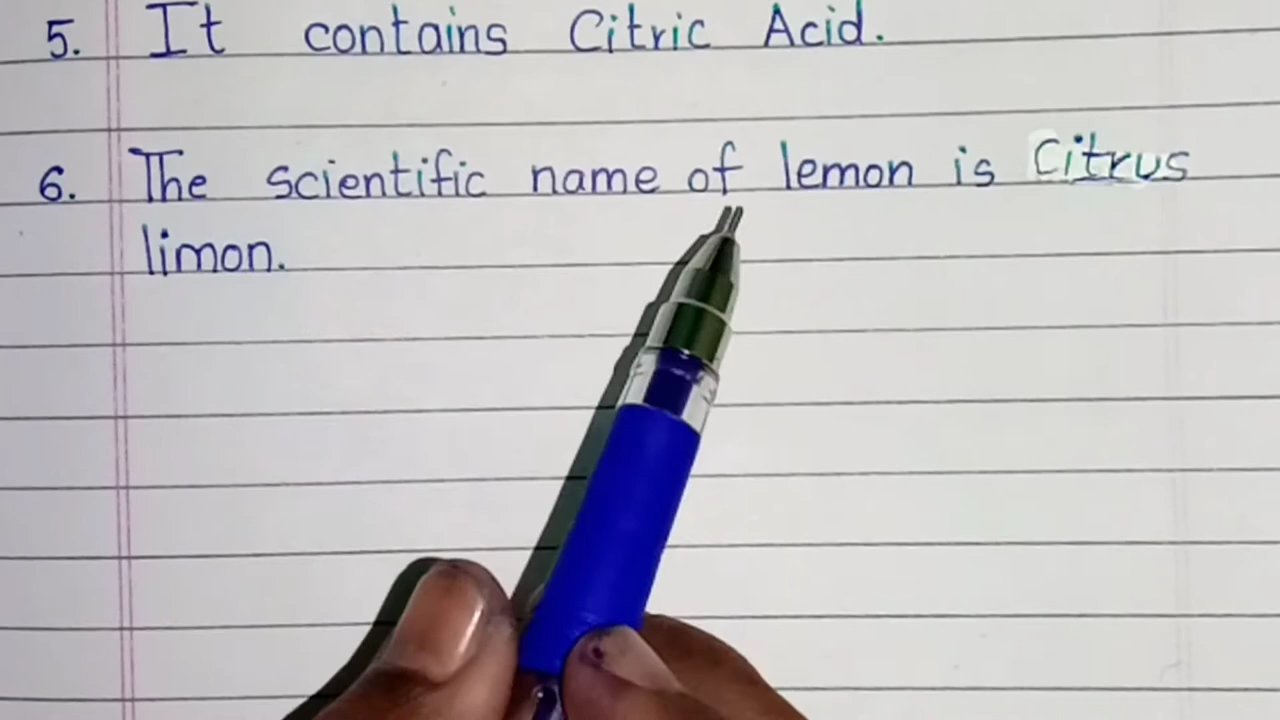 5. It contains Citric Acid.
6. The scientific name of lemon is Citrus
limon.